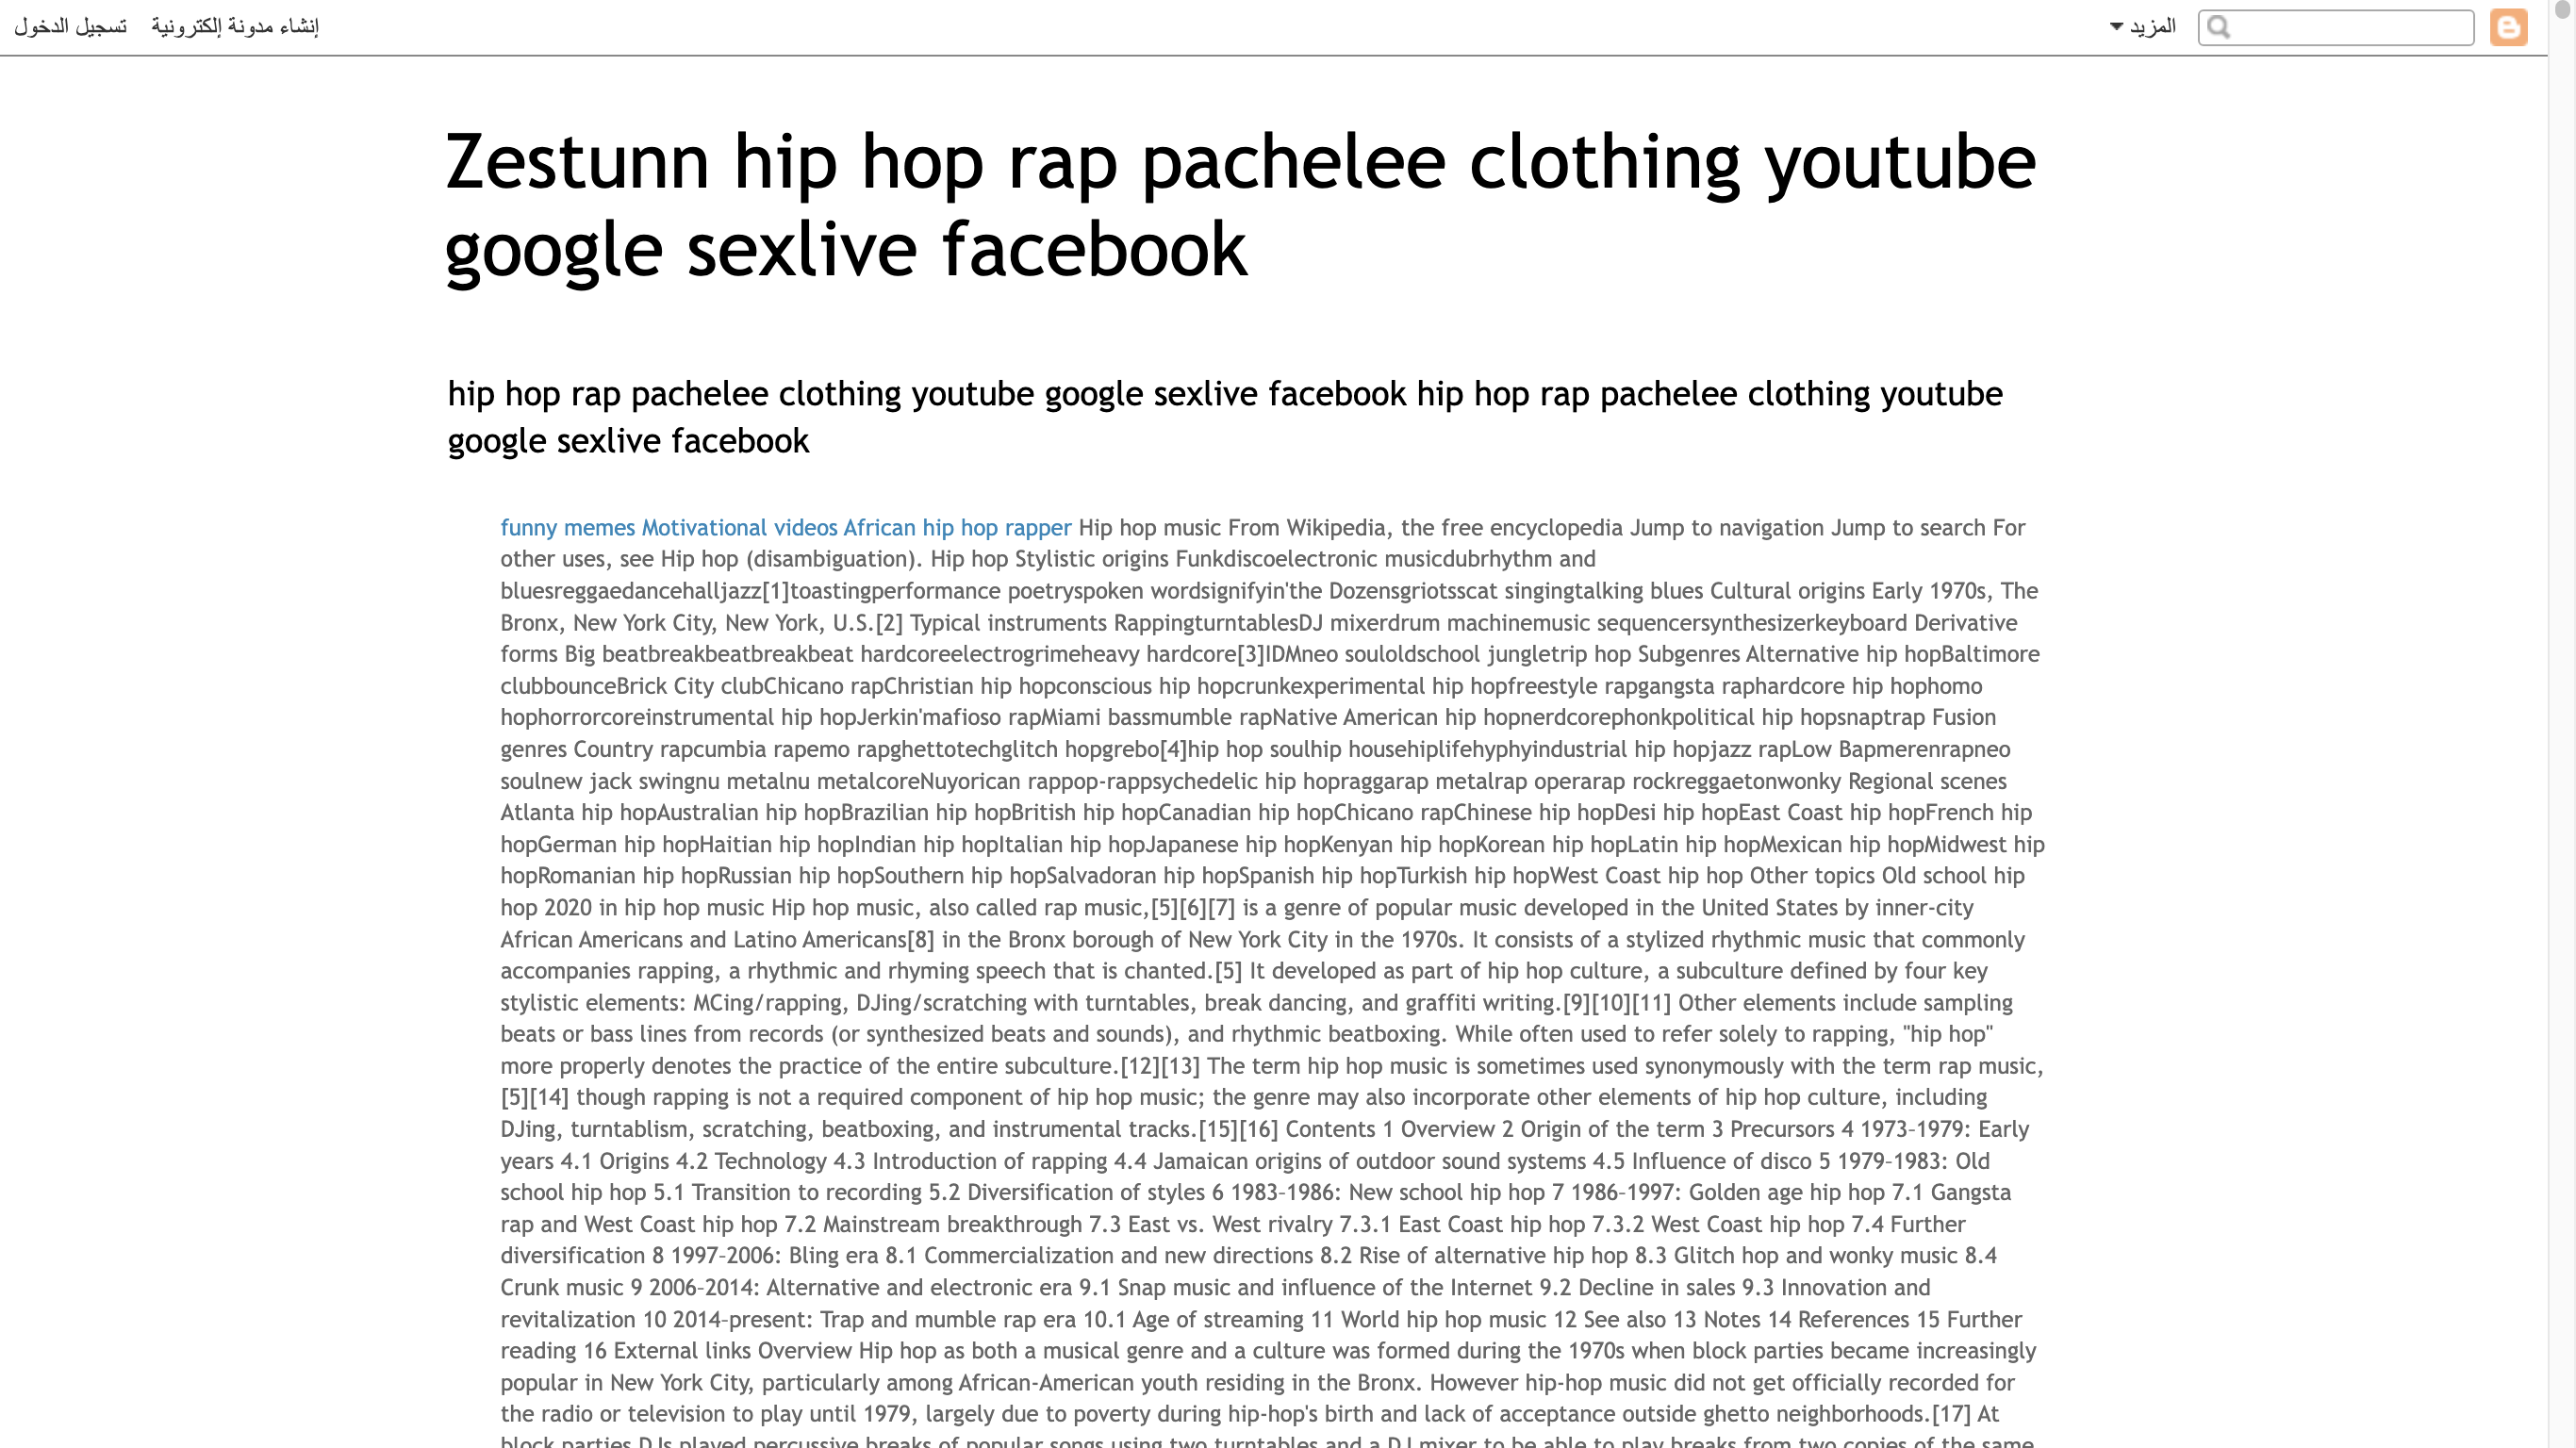 تسجيل الدخول إنشاء مدونة إلكترونية المزيد
Zestunn hip hop rap pachelee clothing youtube
google sexlive facebook
hip hop rap pachelee clothing youtube google sexlive facebook hip hop rap pachelee clothing youtube
google sexlive facebook
funny memes Motivational videos African hip hop rapper Hip hop music From Wikipedia, the free encyclopedia Jump to navigation Jump to search For
other uses, see Hip hop (disambiguation). Hip hop Stylistic origins Funkdiscoelectronic musicdubrhythm and
bluesreggaedancehalljazz[1]toastingperformance poetryspoken wordsignifyin'the Dozensgriotsscat singingtalking blues Cultural origins Early 1970s, The
Bronx, New York City, New York, U.S.[2] Typical instruments RappingturntablesDJ mixerdrum machinemusic sequencersynthesizerkeyboard Derivative
forms Big beatbreakbeatbreakbeat hardcoreelectrogrimeheavy hardcore[3]IDMneo souloldschool jungletrip hop Subgenres Alternative hip hopBaltimore
clubbounceBrick City clubChicano rapChristian hip hopconscious hip hopcrunkexperimental hip hopfreestyle rapgangsta raphardcore hip hophomo
hophorrorcoreinstrumental hip hopJerkin'mafioso rapMiami bassmumble rapNative American hip hopnerdcorephonkpolitical hip hopsnaptrap Fusion
genres Country rapcumbia rapemo rapghettotechglitch hopgrebo[4]hip hop soulhip househiplifehyphyindustrial hip hopjazz rapLow Bapmerenrapneo
soulnew jack swingnu metalnu metalcoreNuyorican rappop-rappsychedelic hip hopraggarap metalrap operarap rockreggaetonwonky Regional scenes
Atlanta hip hopAustralian hip hopBrazilian hip hopBritish hip hopCanadian hip hopChicano rapChinese hip hopDesi hip hopEast Coast hip hopFrench hip
hopGerman hip hopHaitian hip hopIndian hip hopItalian hip hopJapanese hip hopKenyan hip hopKorean hip hopLatin hip hopMexican hip hopMidwest hip
hopRomanian hip hopRussian hip hopSouthern hip hopSalvadoran hip hopSpanish hip hopTurkish hip hopWest Coast hip hop Other topics Old school hip
hop 2020 in hip hop music Hip hop music, also called rap music,[5][6][7] is a genre of popular music developed in the United States by inner-city
African Americans and Latino Americans[8] in the Bronx borough of New York City in the 1970s. It consists of a stylized rhythmic music that commonly
accompanies rapping, a rhythmic and rhyming speech that is chanted.[5] It developed as part of hip hop culture, a subculture defined by four key
stylistic elements: MCing/rapping, DJing/scratching with turntables, break dancing, and graffiti writing.[9][10][11] Other elements include sampling
beats or bass lines from records (or synthesized beats and sounds), and rhythmic beatboxing. While often used to refer solely to rapping, "hip hop"
more properly denotes the practice of the entire subculture.[12][13] The term hip hop music is sometimes used synonymously with the term rap music,
[5][14] though rapping is not a required component of hip hop music; the genre may also incorporate other elements of hip hop culture, including
DJing, turntablism, scratching, beatboxing, and instrumental tracks.[15][16] Contents 1 Overview 2 Origin of the term 3 Precursors 4 1973–1979: Early
years 4.1 Origins 4.2 Technology 4.3 Introduction of rapping 4.4 Jamaican origins of outdoor sound systems 4.5 Influence of disco 5 1979–1983: Old
school hip hop 5.1 Transition to recording 5.2 Diversification of styles 6 1983–1986: New school hip hop 7 1986–1997: Golden age hip hop 7.1 Gangsta
rap and West Coast hip hop 7.2 Mainstream breakthrough 7.3 East vs. West rivalry 7.3.1 East Coast hip hop 7.3.2 West Coast hip hop 7.4 Further
diversification 8 1997–2006: Bling era 8.1 Commercialization and new directions 8.2 Rise of alternative hip hop 8.3 Glitch hop and wonky music 8.4
Crunk music 9 2006–2014: Alternative and electronic era 9.1 Snap music and influence of the Internet 9.2 Decline in sales 9.3 Innovation and
revitalization 10 2014–present: Trap and mumble rap era 10.1 Age of streaming 11 World hip hop music 12 See also 13 Notes 14 References 15 Further
reading 16 External links Overview Hip hop as both a musical genre and a culture was formed during the 1970s when block parties became increasingly
popular in New York City, particularly among African-American youth residing in the Bronx. However hip-hop music did not get officially recorded for
the radio or television to play until 1979, largely due to poverty during hip-hop's birth and lack of acceptance outside ghetto neighborhoods.[17] At
block parties DJs played percussive breaks of popular songs using two turntables and a DJ mixer to be able to play breaks from two copies of the same